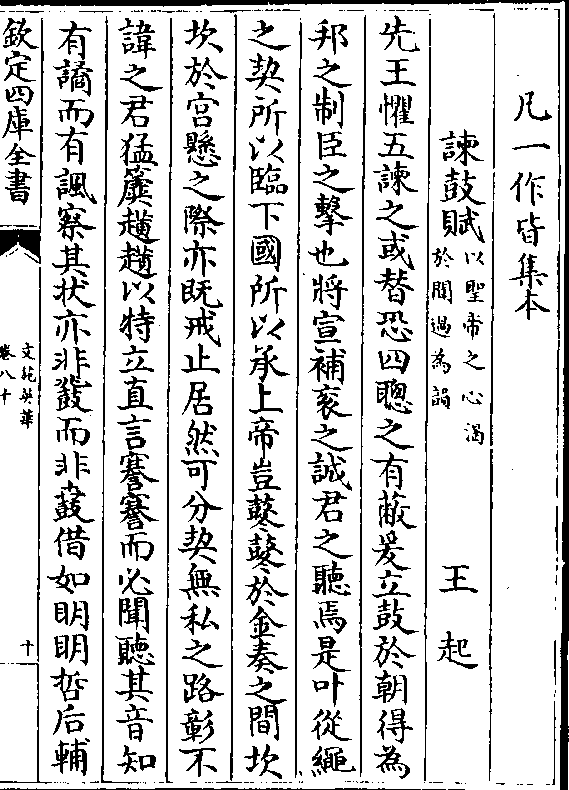 凡一作皆集本
諫鼓賦以聖帝之心渴
於聞過為韻
王起
先王懼五諫之或替恐四聰之有蔽爰立鼓於朝得為
邦之制臣之擊也將宣補衮之誠君之聽焉是叶從繩
之契所以臨下國所以承上帝豈鼛鼛於金奏之間坎
坎於宮懸之際亦既戒止居然可分契無私之路彰不
諱之君猛虡趪趪以特立直言謇謇而必聞聽其音知
有譎而有諷察其状亦非鼗而非鼖借如明明哲后輔
欽定四庫全書
文苑英華
卷八十
十